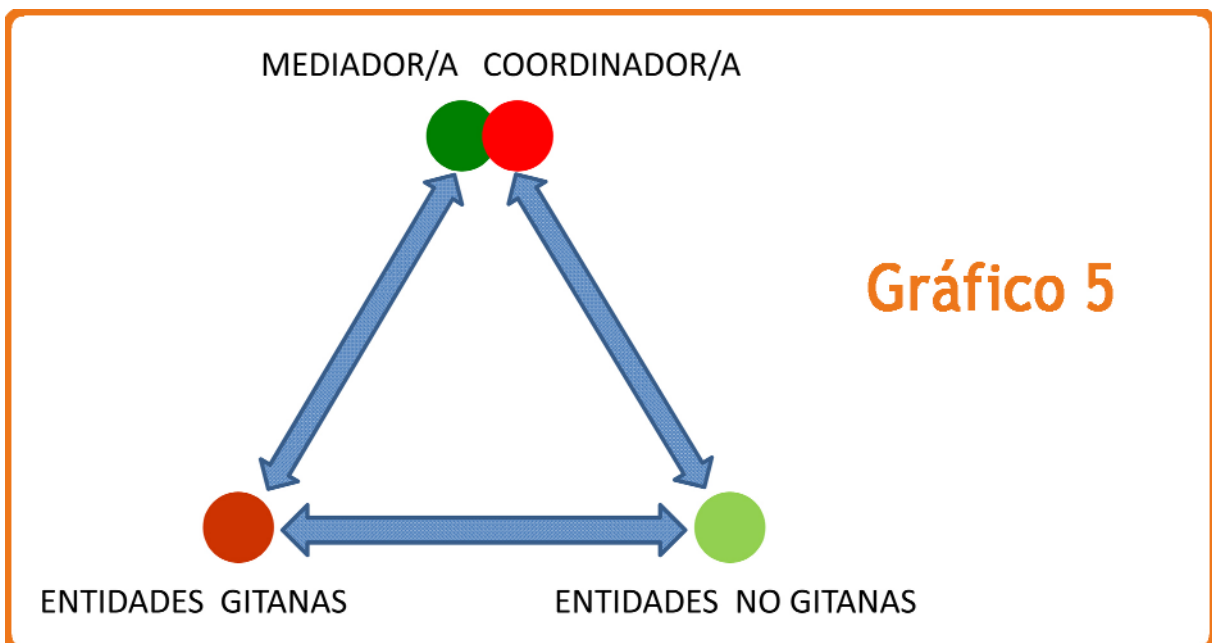 MEDIADOR/A COORDINADOR/A
Gráfico 5
ENTIDADES GITANAS
ENTIDADES NO GITANAS